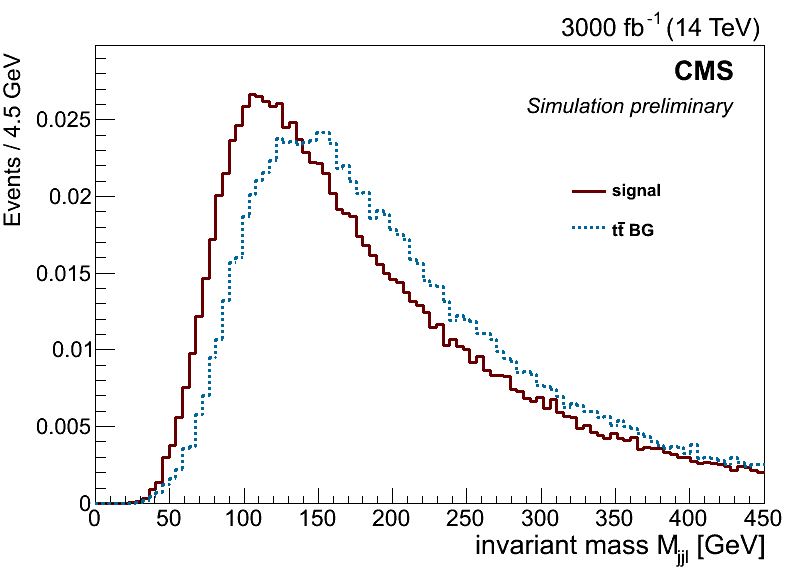 3000 fb⁻¹ (14 TeV)
CMS
Simulation preliminary
Events / 4.5 GeV
signal
tt̄ BG
0.025
0.02
0.015
0.01
0.005
0
0 50 100 150 200 250 300 350 400 450
invariant mass M_jjl [GeV]